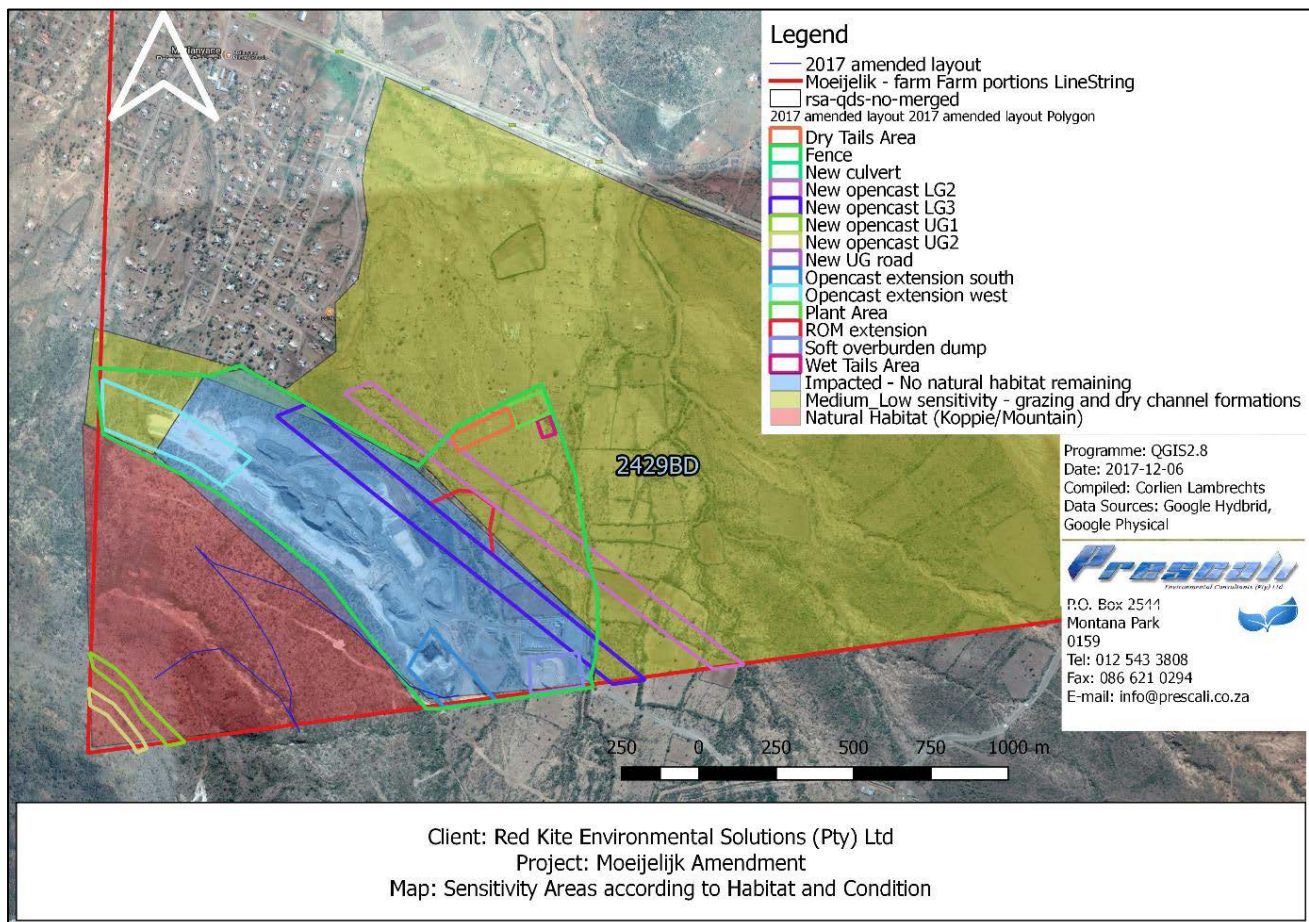 Legend
2017 amended layout
Moeijelik - farm Farm portions LineString
rsa-qds-no-merged
2017 amended layout 2017 amended layout Polygon
Dry Tails Area
Fence
New culvert
New opencast LG2
New opencast LG3
New opencast UG1
New opencast UG2
New UG road
Opencast extension south
Opencast extension west
Plant Area
ROM extension
Soft overburden dump
Wet Tails Area
Impacted - No natural habitat remaining
Medium_Low sensitivity - grazing and dry channel formations
Natural Habitat (Koppie/Mountain)
2429BD
Programme: QGIS2.8
Date: 2017-12-06
Compiled: Corlien Lambrechts
Data Sources: Google Hydbrid,
Google Physical
Prescali
Environmental Consultants (Pty) Ltd
P.O. Box 2544
Montana Park
0159
Tel: 012 543 3808
Fax: 086 621 0294
E-mail: info@prescali.co.za
250 0 250 500 750 1000 m
Client: Red Kite Environmental Solutions (Pty) Ltd
Project: Moeijelijk Amendment
Map: Sensitivity Areas according to Habitat and Condition